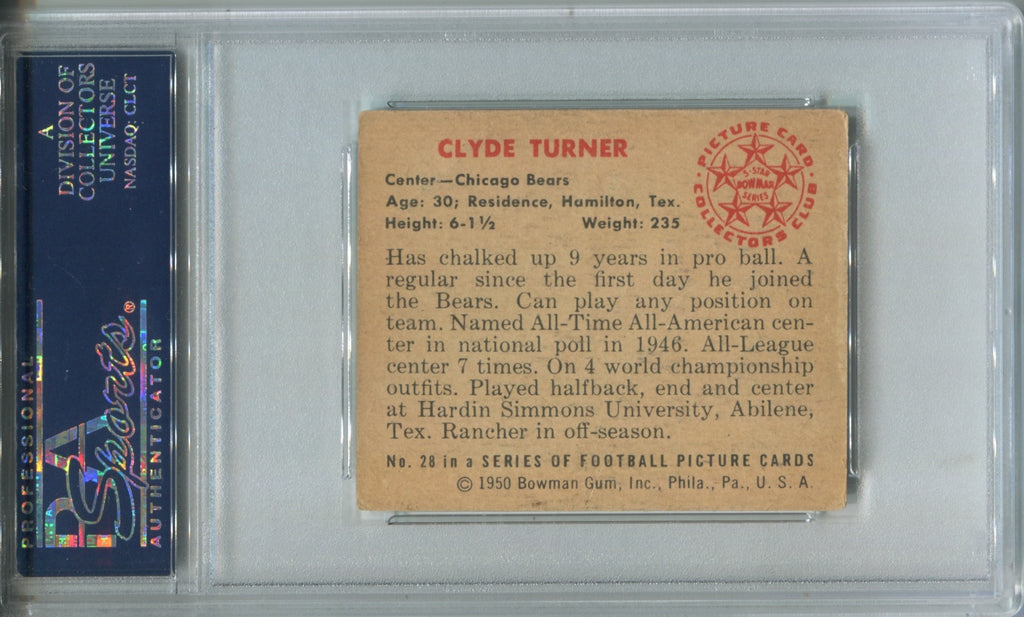 A
DIVISION OF
COLLECTORS
UNIVERSE
NASDAQ: CLCT
PROFESSIONAL
PSA
Sports®
AUTHENTICATOR
CLYDE TURNER
Center—Chicago Bears
Age: 30; Residence, Hamilton, Tex.
Height: 6-1½ Weight: 235
PICTURE CARD
5-STAR
BOWMAN
SERIES
COLLECTORS CLUB
Has chalked up 9 years in pro ball. A
regular since the first day he joined
the Bears. Can play any position on
team. Named All-Time All-American cen-
ter in national poll in 1946. All-League
center 7 times. On 4 world championship
outfits. Played halfback, end and center
at Hardin Simmons University, Abilene,
Tex. Rancher in off-season.
No. 28 in a SERIES OF FOOTBALL PICTURE CARDS
© 1950 Bowman Gum, Inc., Phila., Pa., U. S. A.